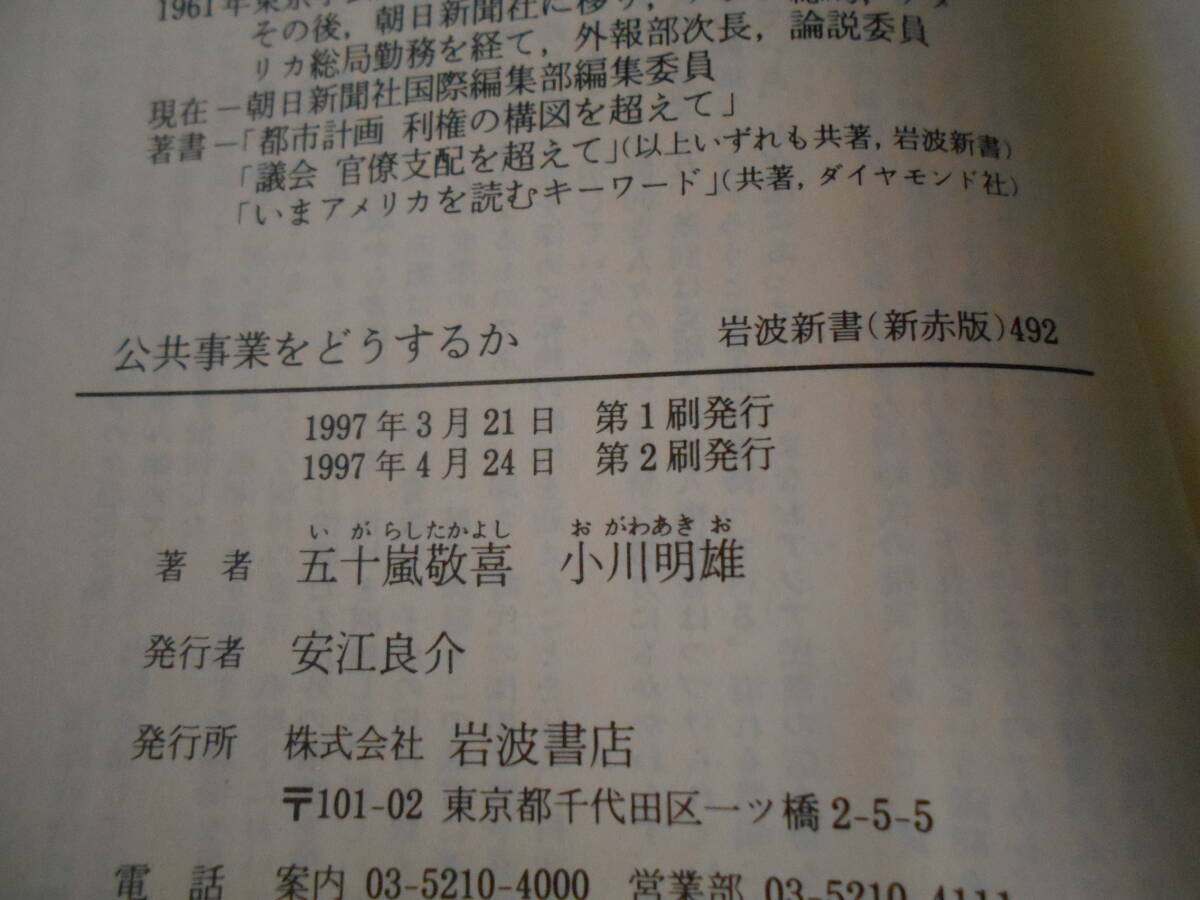 1961年東京
その後，朝日新聞社に移り，
リカ総局勤務を経て，外報部次長，論説委員
現在－朝日新聞社国際編集部編集委員
著書－「都市計画 利権の構図を超えて」
「議会 官僚支配を超えて」(以上いずれも共著, 岩波新書)
「いまアメリカを読むキーワード」(共著, ダイヤモンド社)
公共事業をどうするか 岩波新書(新赤版)492
1997年3月21日 第1刷発行
1997年4月24日 第2刷発行
いがらしたかよし おがわあきお
著者 五十嵐敬喜 小川明雄
発行者 安江良介
発行所 株式会社 岩波書店
〒101-02 東京都千代田区一ツ橋2-5-5
電話 案内 03-5210-4000 営業部 03-5210-4111